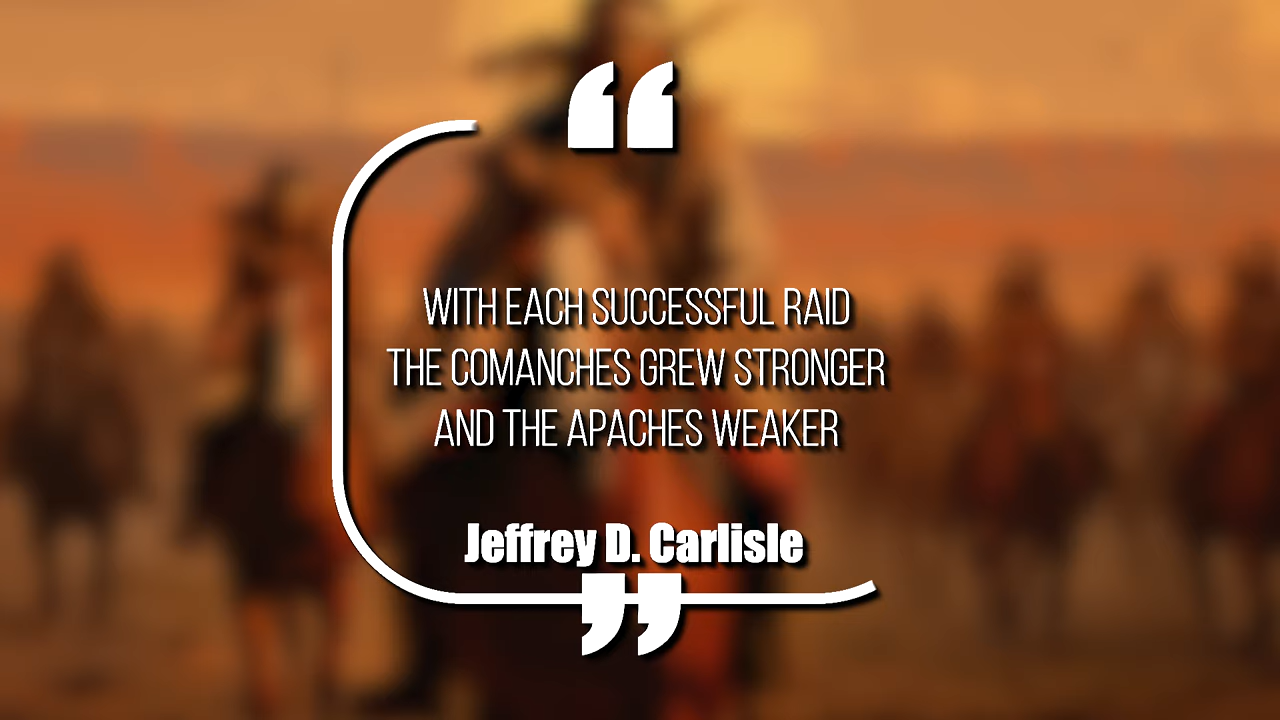 “
WITH EACH SUCCESSFUL RAID
THE COMANCHES GREW STRONGER
AND THE APACHES WEAKER
Jeffrey D. Carlisle
”